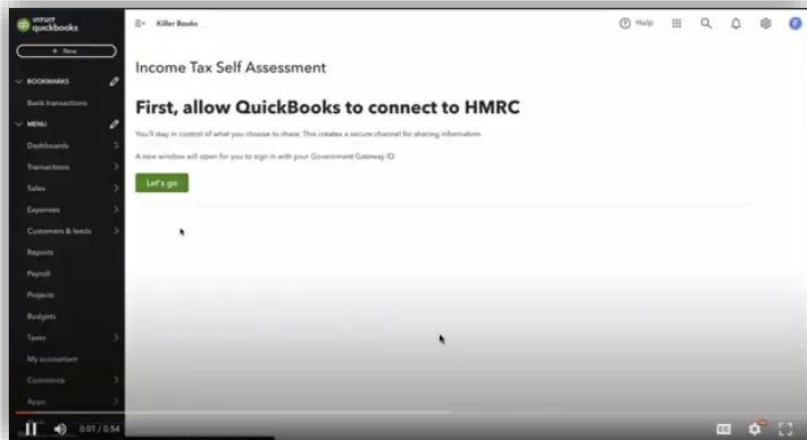 INTUIT
quickbooks
Killer Books
Help
+ New
BOOKMARKS
Bank transactions
MENU
Dashboards
Transactions
Sales
Expenses
Customers & leads
Reports
Payroll
Projects
Budgets
Taxes
My accountant
Commerce
Apps
Income Tax Self Assessment
First, allow QuickBooks to connect to HMRC
You'll stay in control of what you choose to share. This creates a secure channel for sharing information.
A new window will open for you to sign in with your Government Gateway ID.
Let's go
0:01 / 0:54
CC